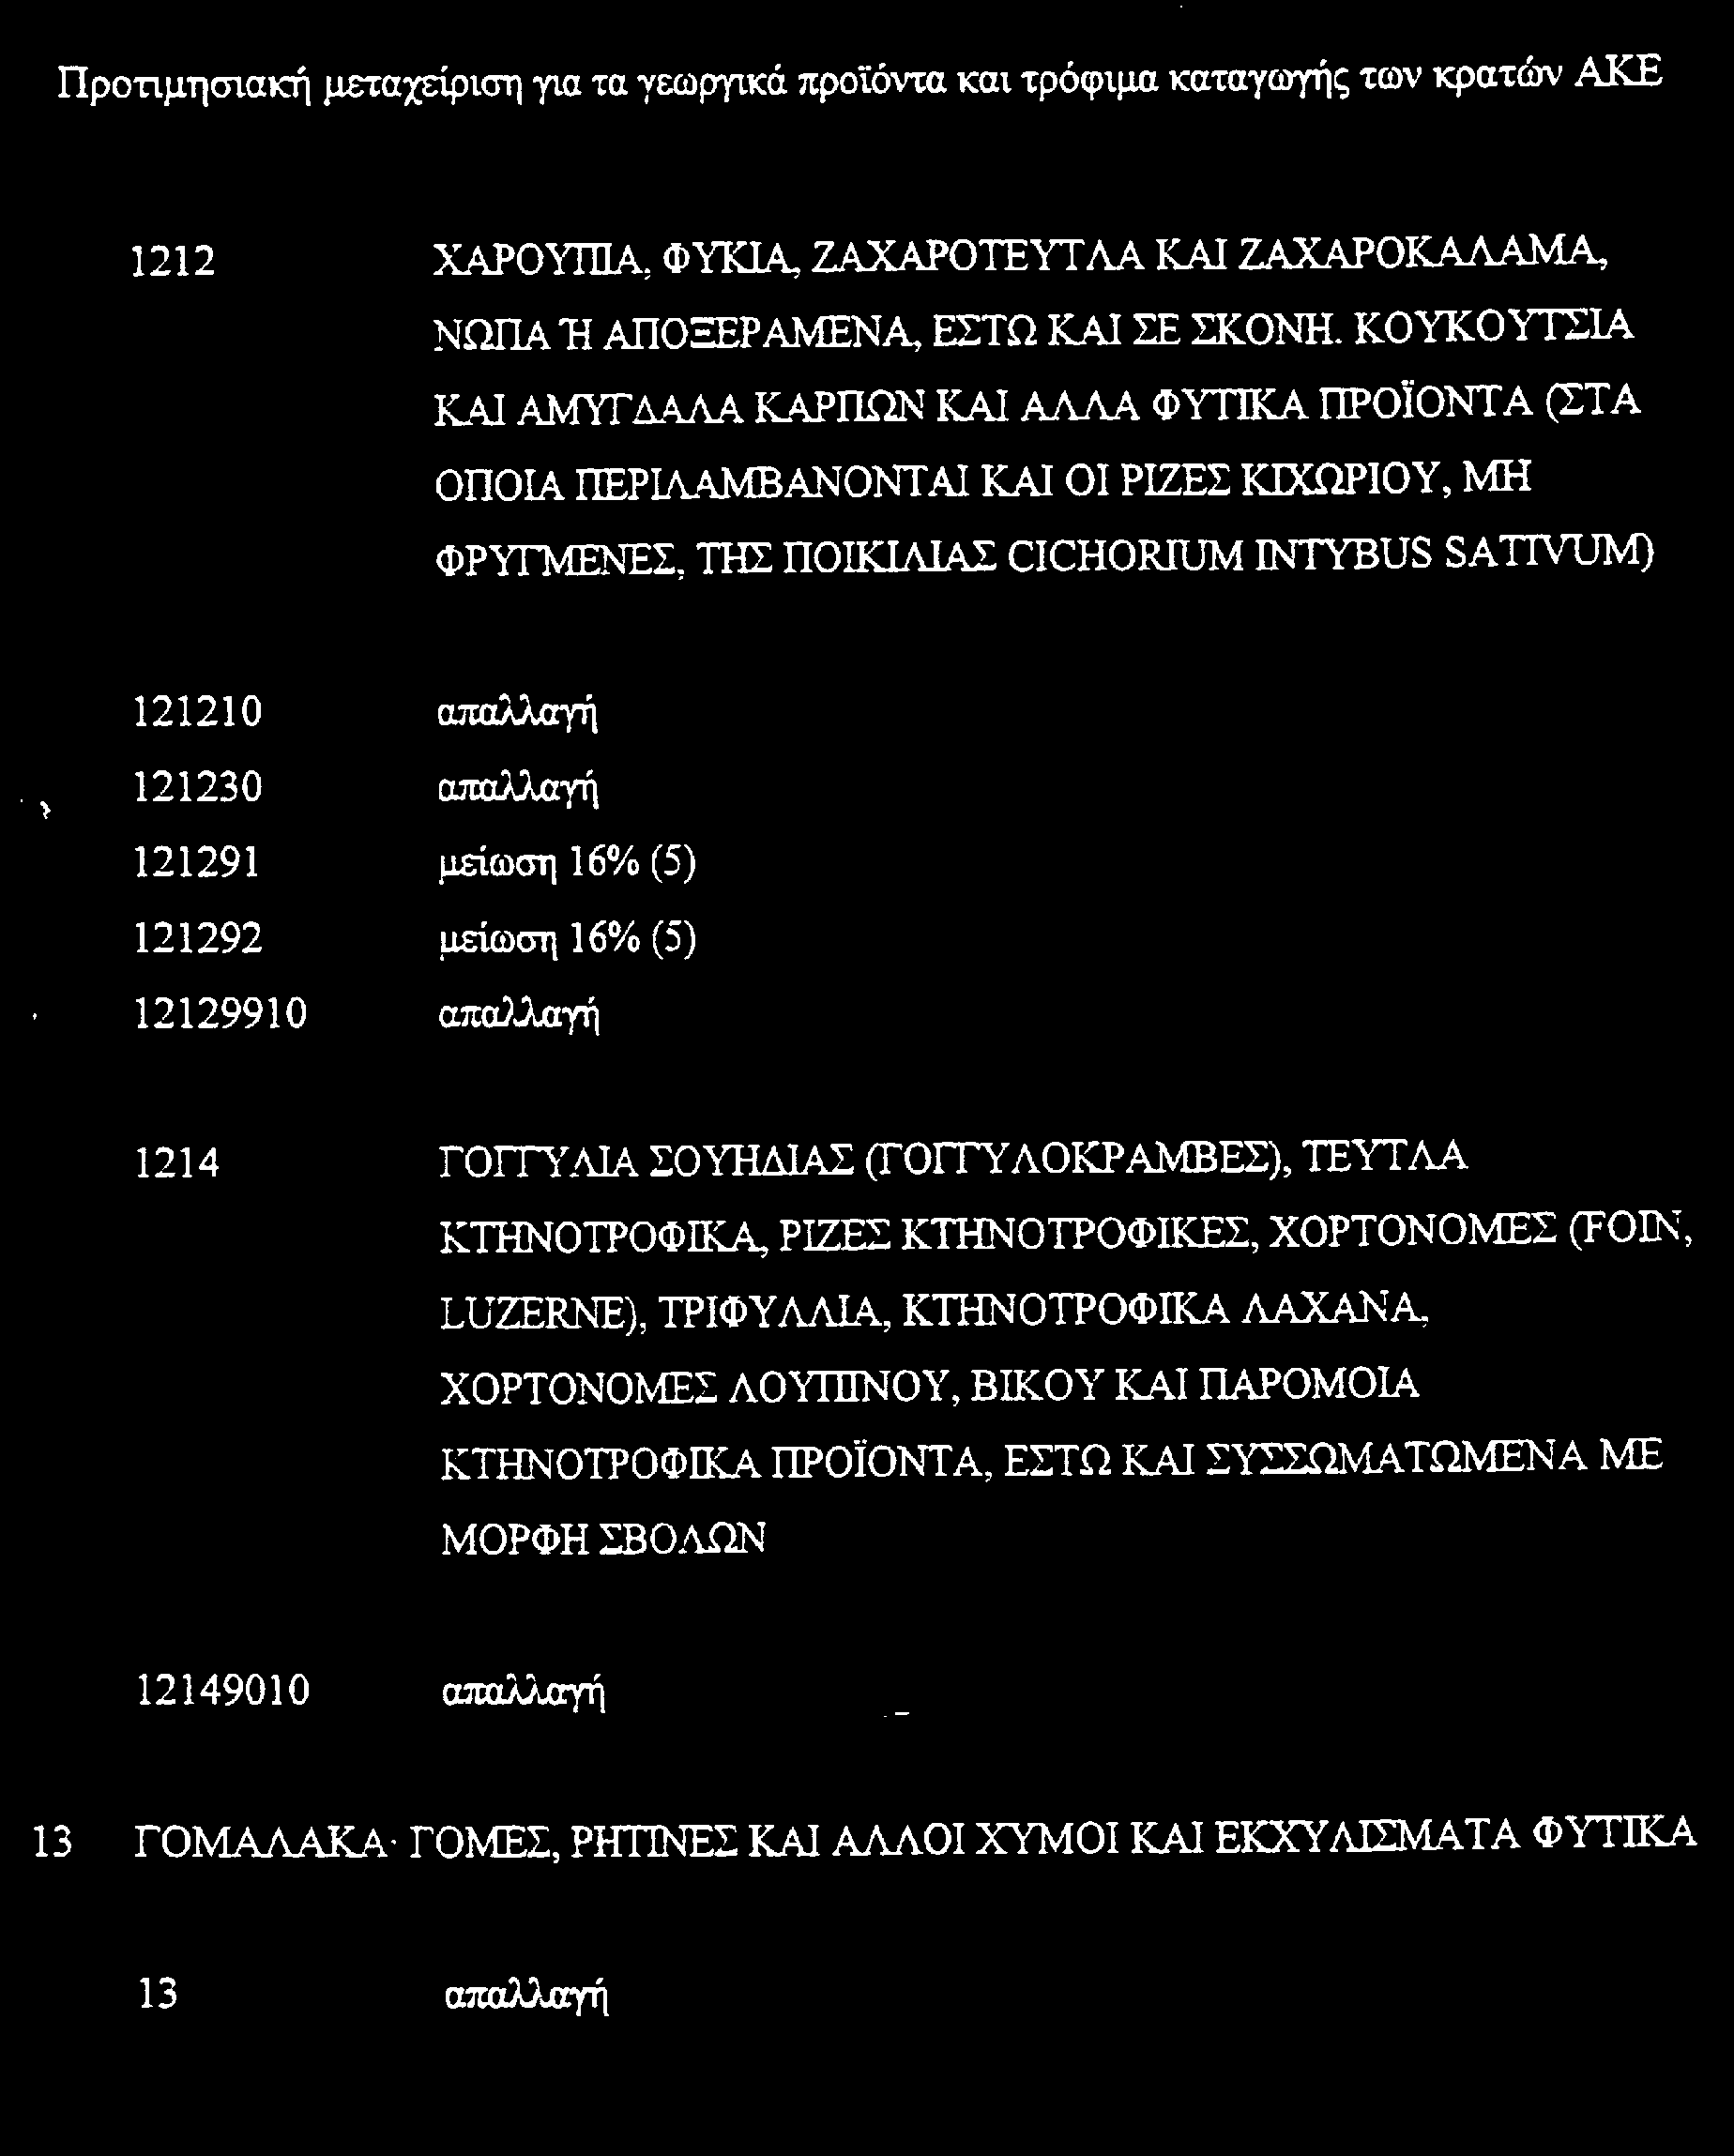 Προτιμησιακή μεταχείριση για τα γεωργικά προϊόντα και τρόφιμα καταγωγής των κρατών ΑΚΕ
1212 ΧΑΡΟΥΠΙΑ, ΦΥΚΙΑ, ΖΑΧΑΡΟΤΕΥΤΛΑ ΚΑΙ ΖΑΧΑΡΟΚΑΛΑΜΑ,
ΝΩΠΑ Ή ΑΠΟΞΕΡΑΜΕΝΑ, ΕΣΤΩ ΚΑΙ ΣΕ ΣΚΟΝΗ. ΚΟΥΚΟΥΤΣΙΑ
ΚΑΙ ΑΜΥΓΔΑΛΑ ΚΑΡΠΩΝ ΚΑΙ ΑΛΛΑ ΦΥΤΙΚΑ ΠΡΟΪΟΝΤΑ (ΣΤΑ
ΟΠΟΙΑ ΠΕΡΙΛΑΜΒΑΝΟΝΤΑΙ ΚΑΙ ΟΙ ΡΙΖΕΣ ΚΙΧΩΡΙΟΥ, ΜΗ
ΦΡΥΓΜΕΝΕΣ, ΤΗΣ ΠΟΙΚΙΛΙΑΣ CICHORIUM INTYBUS SATIVUM)
121210 απαλλαγή
121230 απαλλαγή
121291 μείωση 16% (5)
121292 μείωση 16% (5)
12129910 απαλλαγή
1214 ΓΟΓΓΥΛΙΑ ΣΟΥΗΔΙΑΣ (ΓΟΓΓΥΛΟΚΡΑΜΒΕΣ), ΤΕΥΤΛΑ
ΚΤΗΝΟΤΡΟΦΙΚΑ, ΡΙΖΕΣ ΚΤΗΝΟΤΡΟΦΙΚΕΣ, ΧΟΡΤΟΝΟΜΕΣ (FOIN,
LUZERNE), ΤΡΙΦΥΛΛΙΑ, ΚΤΗΝΟΤΡΟΦΙΚΑ ΛΑΧΑΝΑ,
ΧΟΡΤΟΝΟΜΕΣ ΛΟΥΠΙΝΟΥ, ΒΙΚΟΥ ΚΑΙ ΠΑΡΟΜΟΙΑ
ΚΤΗΝΟΤΡΟΦΙΚΑ ΠΡΟΪΟΝΤΑ, ΕΣΤΩ ΚΑΙ ΣΥΣΣΩΜΑΤΩΜΕΝΑ ΜΕ
ΜΟΡΦΗ ΣΒΟΛΩΝ
12149010 απαλλαγή
13 ΓΟΜΑΛΑΚΑ· ΓΟΜΕΣ, ΡΗΤΙΝΕΣ ΚΑΙ ΑΛΛΟΙ ΧΥΜΟΙ ΚΑΙ ΕΚΧΥΛΙΣΜΑΤΑ ΦΥΤΙΚΑ
13 απαλλαγή